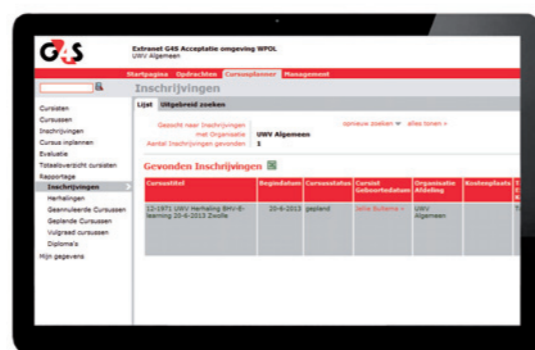 G4S
Extranet G4S Acceptatie omgeving WPOL
UWV Algemeen
Startpagina Opdrachten Cursusplanner Management
Inschrijvingen
Lijst Uitgebreid zoeken
Cursisten
Cursussen
Inschrijvingen
Cursus inplannen
Evaluatie
Totaaloverzicht cursisten
Rapportage
Inschrijvingen
Herhalingen
Geannuleerde Cursussen
Geplande Cursussen
Vulgraad cursussen
Diploma's
Mijn gegevens
Gezocht naar Inschrijvingen
met Organisatie UWV Algemeen
Aantal Inschrijvingen gevonden 1
opnieuw zoeken alles tonen »
Gevonden Inschrijvingen
Cursustitel Begindatum Cursusstatus Cursist Geboortedatum Organisatie Afdeling Kostenplaats
12-1971 UWV Herhaling BHV-E-
learning 20-6-2013 Zwolle
20-6-2013 gepland
UWV
Algemeen